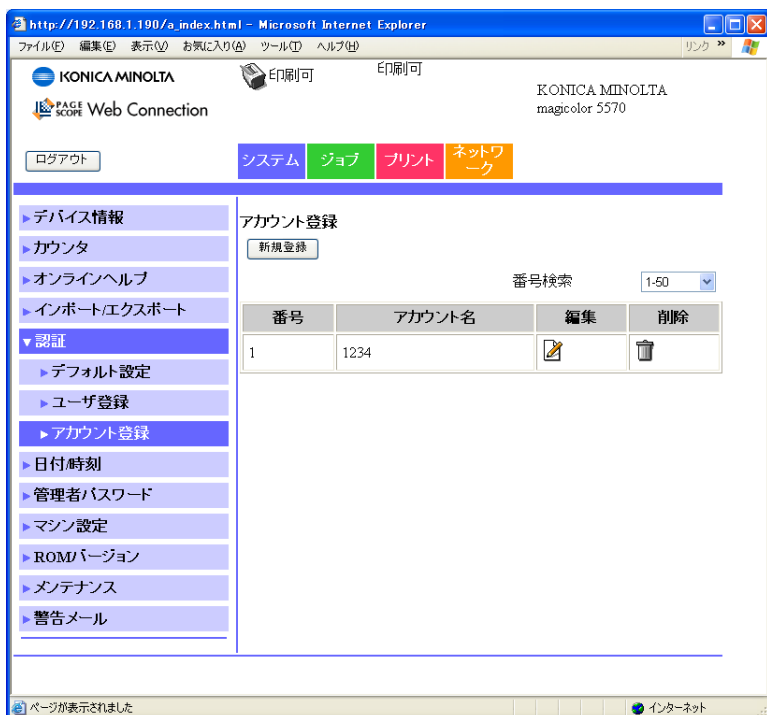 http://192.168.1.190/a_index.html - Microsoft Internet Explorer
ファイル(F) 編集(E) 表示(V) お気に入り(A) ツール(T) ヘルプ(H) リンク »
KONICA MINOLTA
印刷可
印刷可
KONICA MINOLTA
magicolor 5570
PAGE SCOPE Web Connection
ログアウト
システム
ジョブ
プリント
ネットワ
ーク
デバイス情報
カウンタ
オンラインヘルプ
インポート/エクスポート
認証
デフォルト設定
ユーザ登録
アカウント登録
日付/時刻
管理者パスワード
マシン設定
ROMバージョン
メンテナンス
警告メール
アカウント登録
新規登録
番号検索 1-50
番号 アカウント名 編集 削除
1 1234
ページが表示されました インターネット